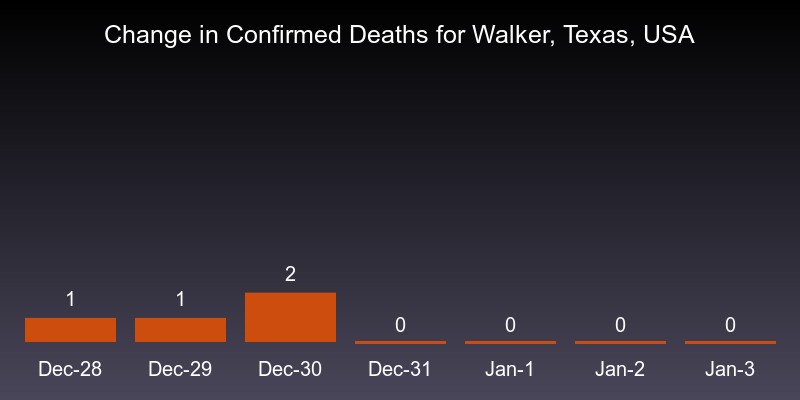 Change in Confirmed Deaths for Walker, Texas, USA
2
1 1
0 0 0 0
Dec-28 Dec-29 Dec-30 Dec-31 Jan-1 Jan-2 Jan-3